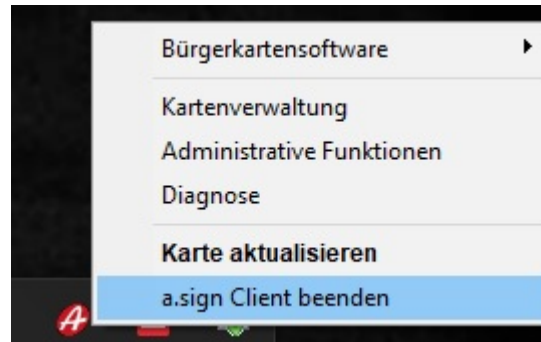 Bürgerkartensoftware
Kartenverwaltung
Administrative Funktionen
Diagnose
Karte aktualisieren
a.sign Client beenden